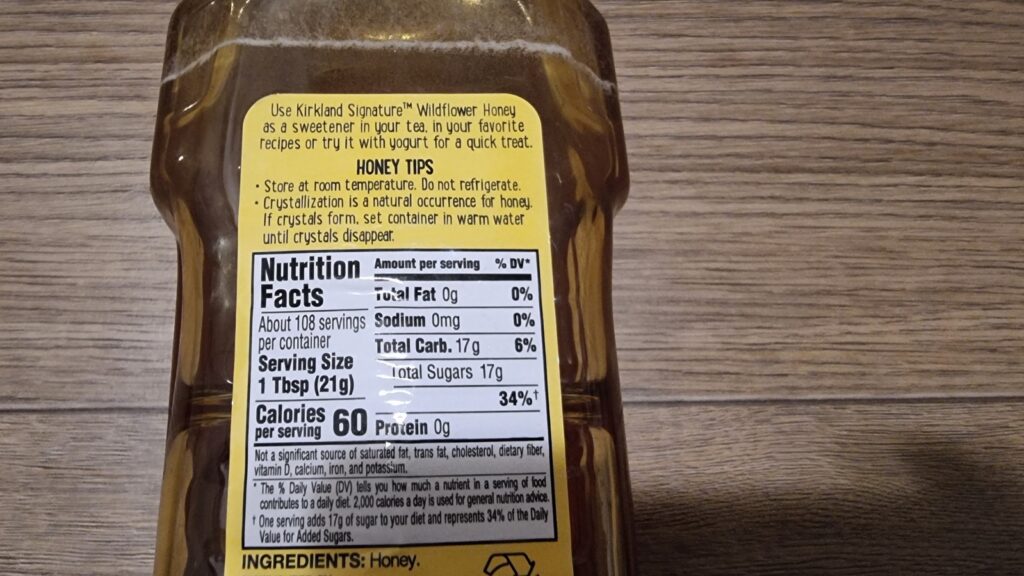 Use Kirkland Signature™ Wildflower Honey
as a sweetener in your tea, in your favorite
recipes or try it with yogurt for a quick treat.
HONEY TIPS
• Store at room temperature. Do not refrigerate.
• Crystallization is a natural occurrence for honey.
If crystals form, set container in warm water
until crystals disappear.
Nutrition
Facts
About 108 servings
per container
Serving Size
1 Tbsp (21g)
Calories
per serving 60
Amount per serving % DV*
Total Fat 0g 0%
Sodium 0mg 0%
Total Carb. 17g 6%
Total Sugars 17g
34%†
Protein 0g
Not a significant source of saturated fat, trans fat, cholesterol, dietary fiber,
vitamin D, calcium, iron, and potassium.
* The % Daily Value (DV) tells you how much a nutrient in a serving of food
contributes to a daily diet. 2,000 calories a day is used for general nutrition advice.
† One serving adds 17g of sugar to your diet and represents 34% of the Daily
Value for Added Sugars.
INGREDIENTS: Honey.